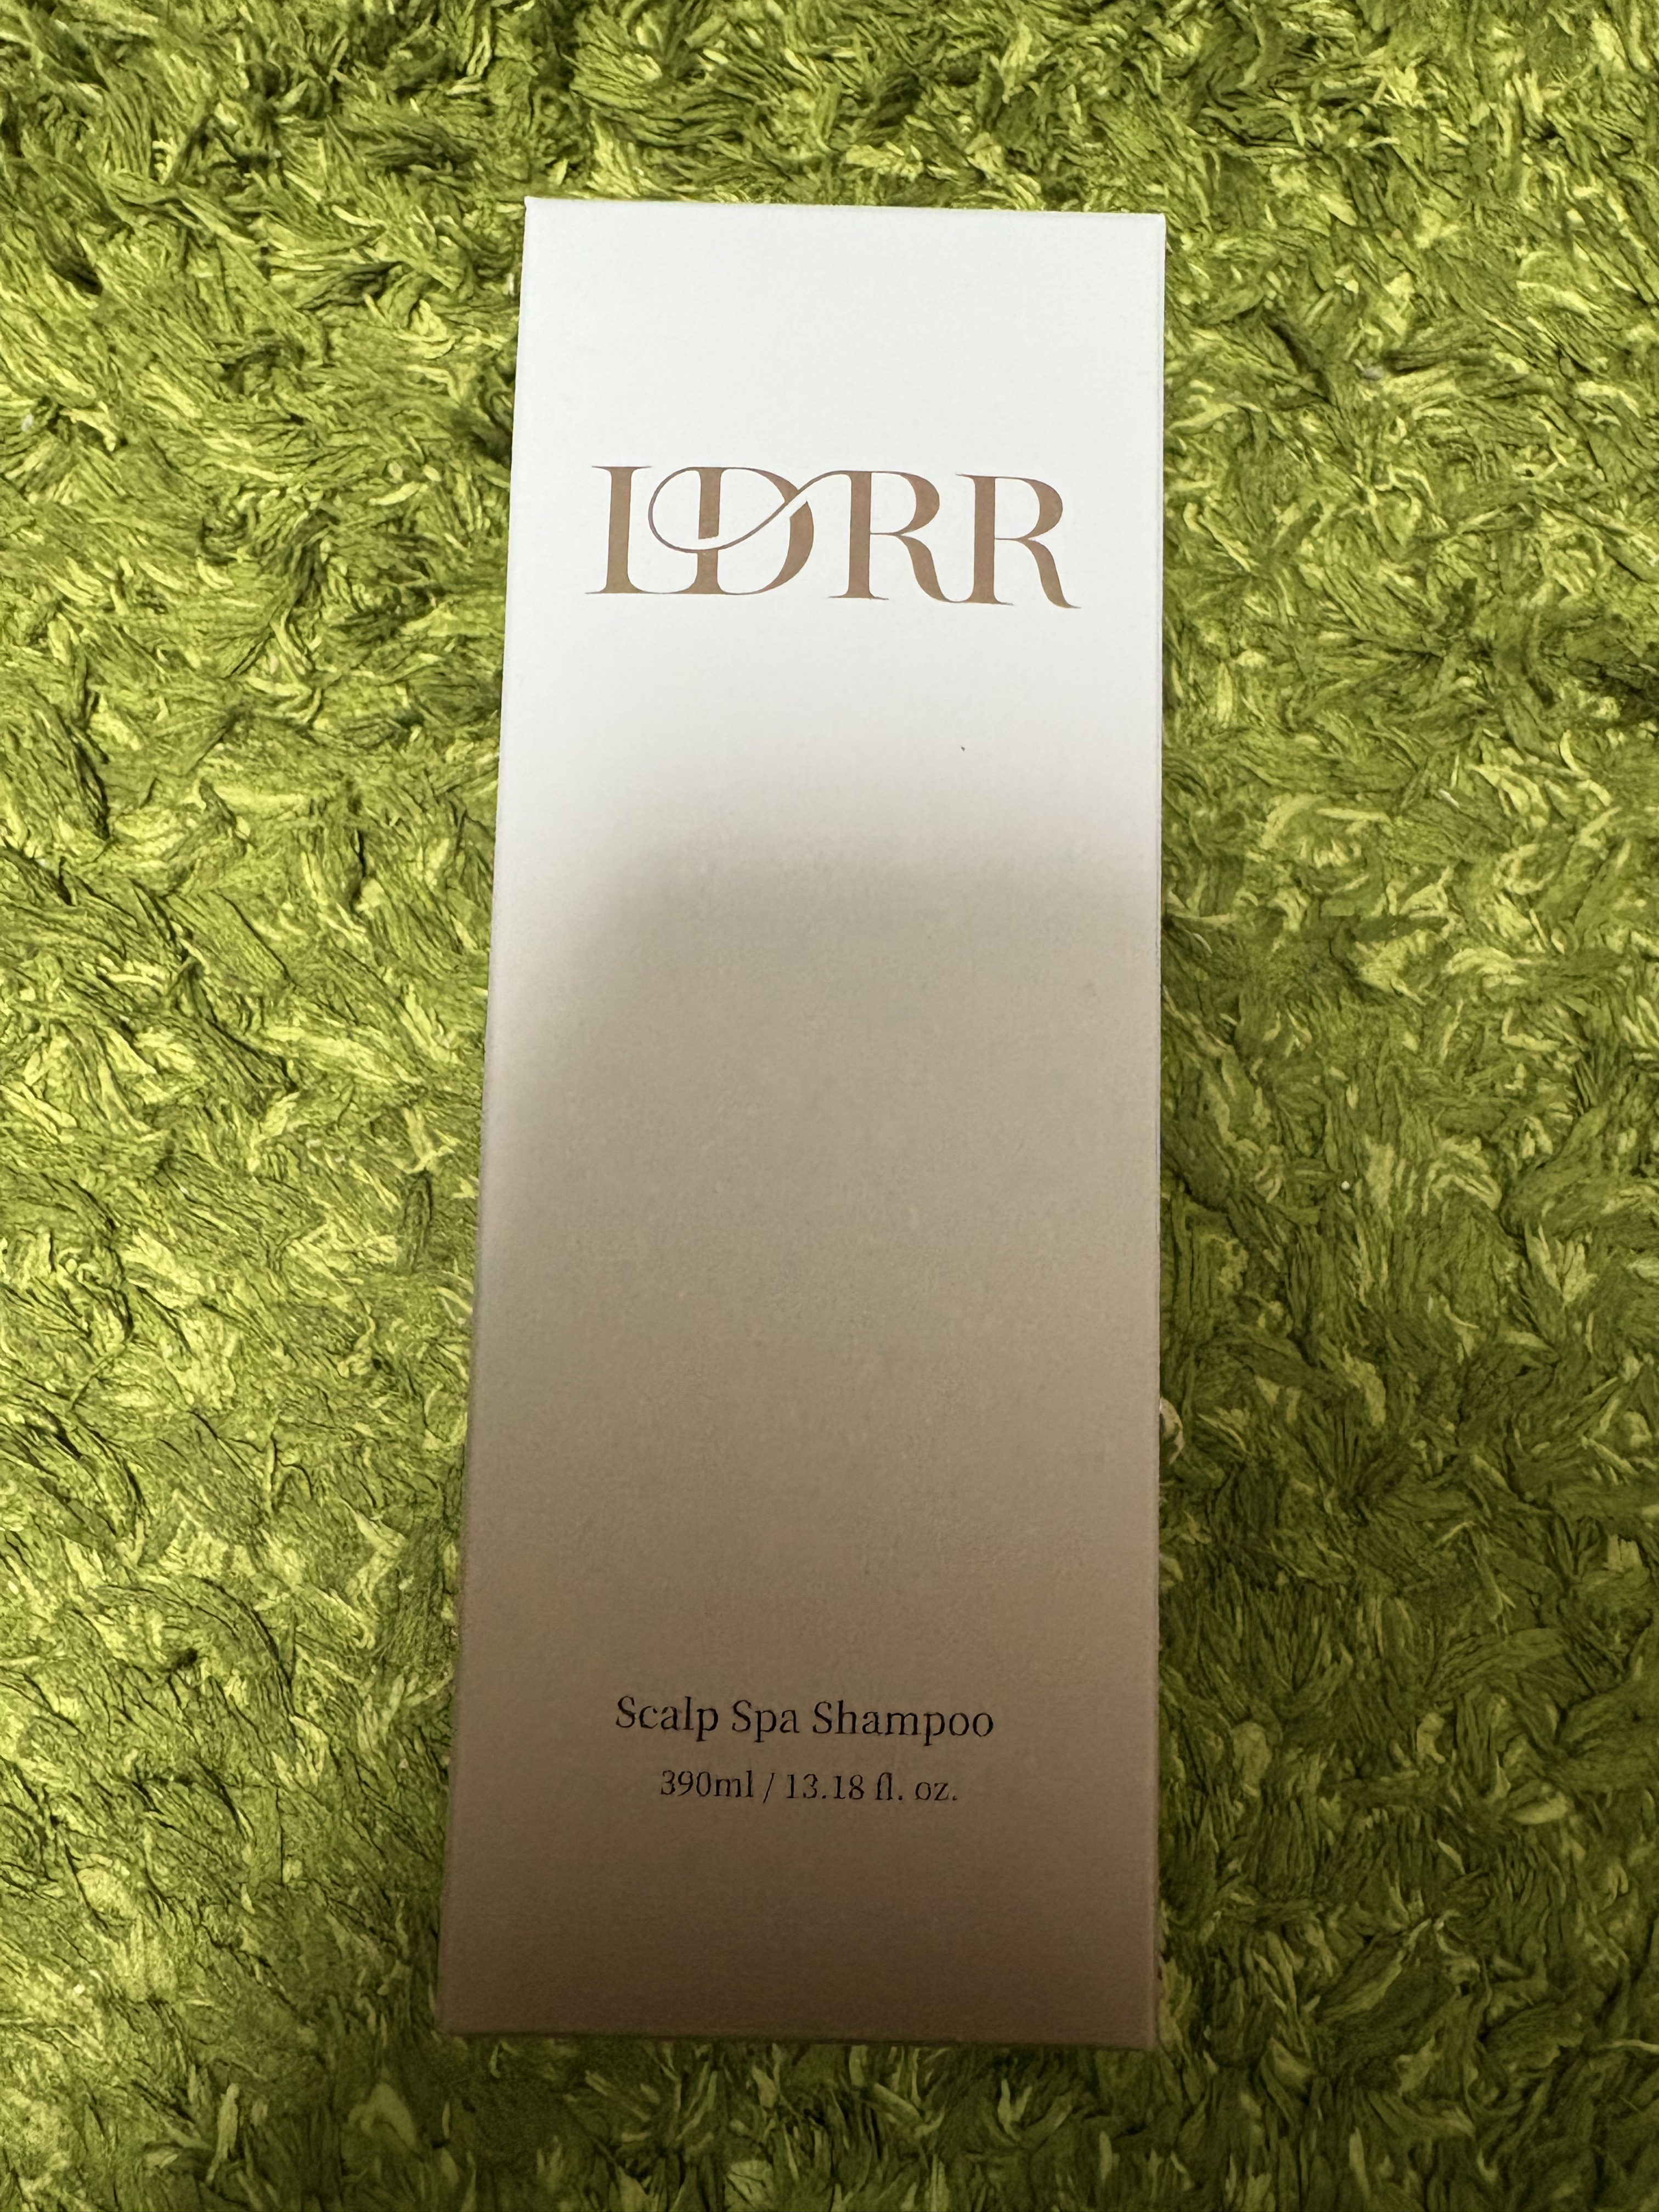 LDRR
Scalp Spa Shampoo
390ml / 13.18 fl. oz.